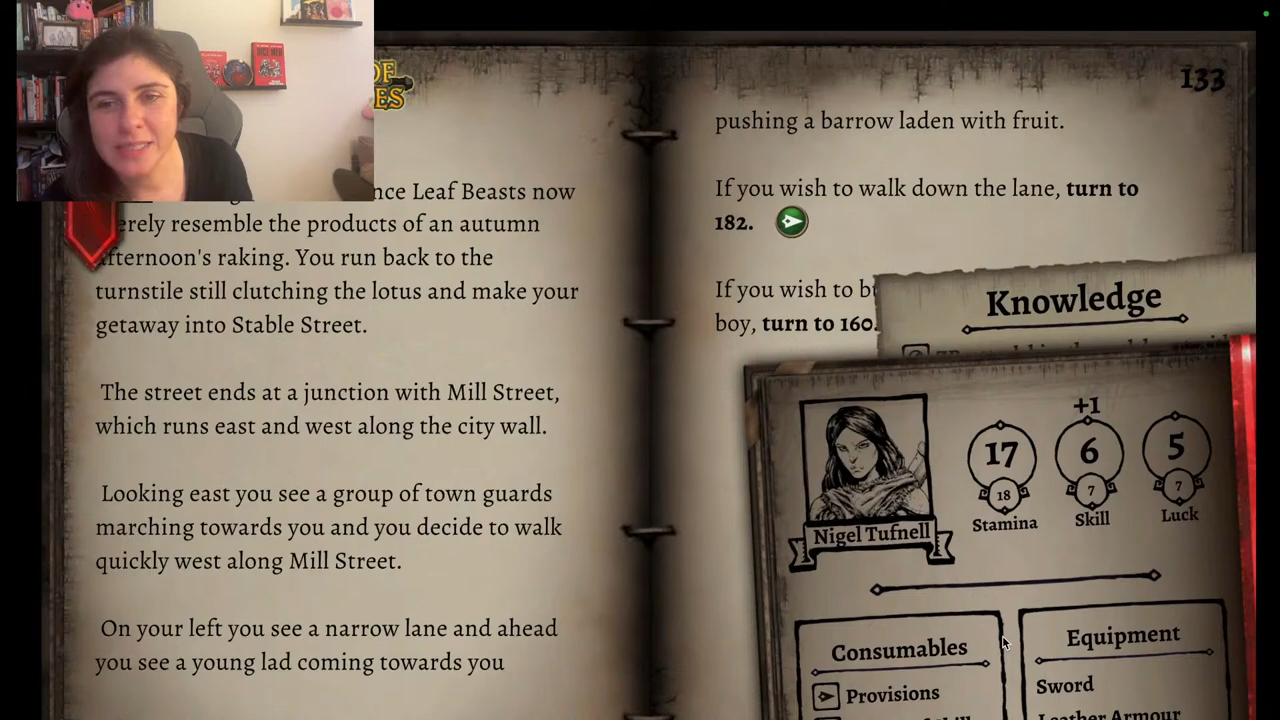 OF
ES
133
nce Leaf Beasts now
erely resemble the products of an autumn
afternoon's raking. You run back to the
turnstile still clutching the lotus and make your
getaway into Stable Street.
The street ends at a junction with Mill Street,
which runs east and west along the city wall.
Looking east you see a group of town guards
marching towards you and you decide to walk
quickly west along Mill Street.
On your left you see a narrow lane and ahead
you see a young lad coming towards you
pushing a barrow laden with fruit.
If you wish to walk down the lane, turn to
182.
If you wish to bu
boy, turn to 160.
Knowledge
+1
17 6 5
18 7 7
Stamina Skill Luck
Nigel Tufnell
Consumables
Provisions
Equipment
Sword
Leather Armour